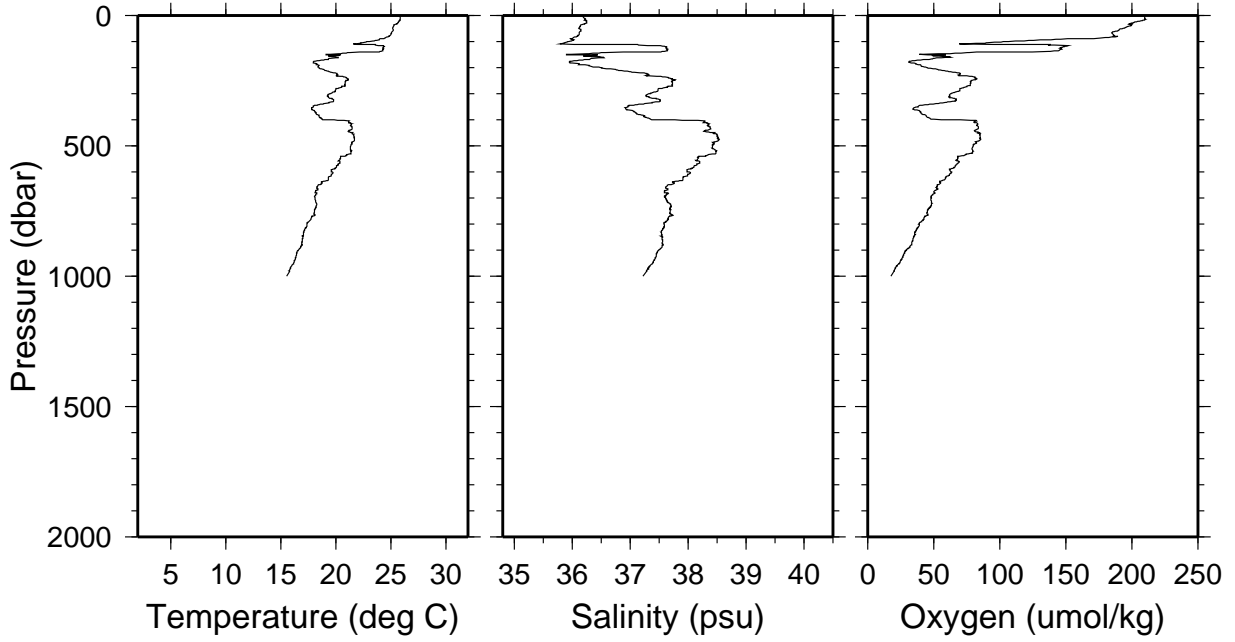 0
500
1000
1500
2000
Pressure (dbar)
5 10 15 20 25 30
Temperature (deg C)
35 36 37 38 39 40
Salinity (psu)
0 50 100 150 200 250
Oxygen (umol/kg)